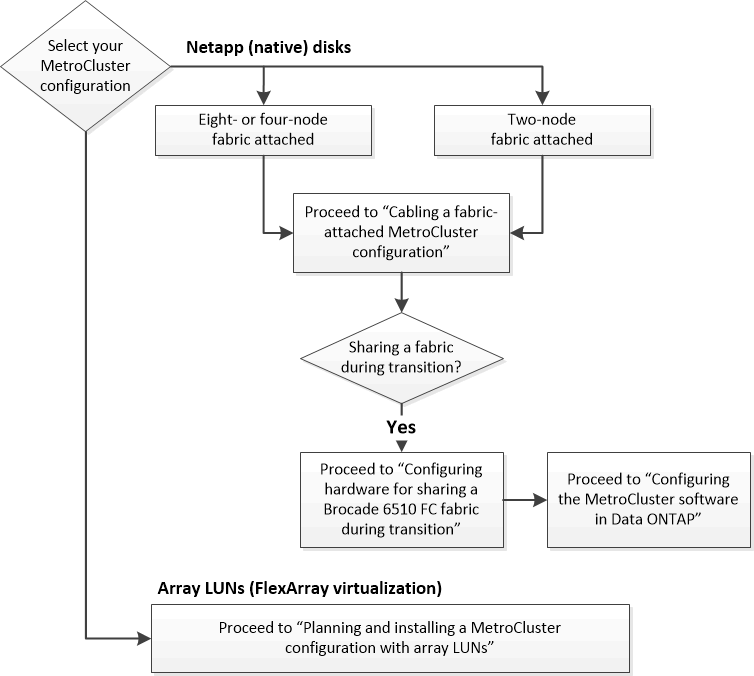 Select your
MetroCluster
configuration
Netapp (native) disks
Eight- or four-node
fabric attached
Two-node
fabric attached
Proceed to “Cabling a fabric-
attached MetroCluster
configuration”
Sharing a fabric
during transition?
Yes
Proceed to “Configuring
hardware for sharing a
Brocade 6510 FC fabric
during transition”
Proceed to “Configuring
the MetroCluster software
in Data ONTAP”
Array LUNs (FlexArray virtualization)
Proceed to “Planning and installing a MetroCluster
configuration with array LUNs”